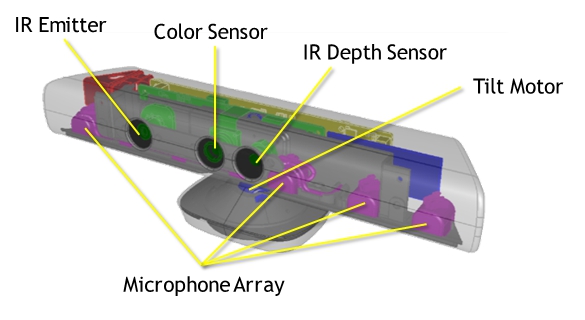 IR Emitter
Color Sensor
IR Depth Sensor
Tilt Motor
Microphone Array